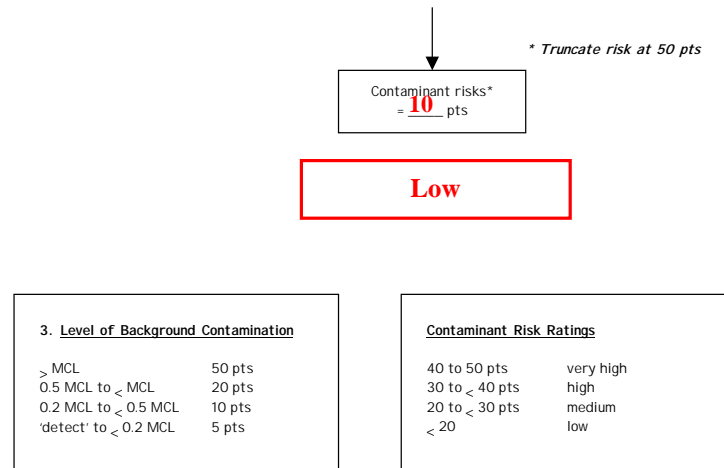 * Truncate risk at 50 pts
Contaminant risks*
= 10 pts
Low
3. Level of Background Contamination
> MCL 50 pts
0.5 MCL to < MCL 20 pts
0.2 MCL to < 0.5 MCL 10 pts
'detect' to < 0.2 MCL 5 pts
Contaminant Risk Ratings
40 to 50 pts very high
30 to < 40 pts high
20 to < 30 pts medium
< 20 low